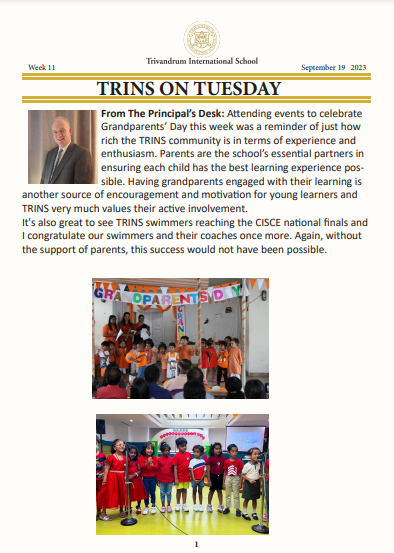 Trivandrum International School
Week 11
September 19 2023
TRINS ON TUESDAY
From The Principal's Desk: Attending events to celebrate
Grandparents' Day this week was a reminder of just how
rich the TRINS community is in terms of experience and
enthusiasm. Parents are the school's essential partners in
ensuring each child has the best learning experience pos-
sible. Having grandparents engaged with their learning is
another source of encouragement and motivation for young learners and
TRINS very much values their active involvement.
It's also great to see TRINS swimmers reaching the CISCE national finals and
I congratulate our swimmers and their coaches once more. Again, without
the support of parents, this success would not have been possible.
GRANDPARENTS DAY
1